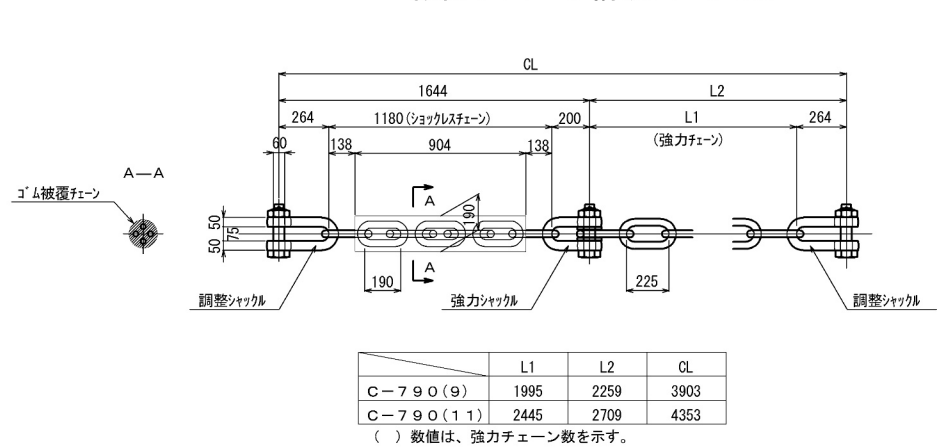 CL
1644
L2
264
1180(ショックレスチェーン)
200
L1
264
60
138
904
138
(強力チェーン)
A—A
ゴム被覆チェーン
A
190
50
75
50
A
190
225
調整シャックル
強力シャックル
調整シャックル
L1 L2 CL
C−790(9) 1995 2259 3903
C−790(11) 2445 2709 4353
( )数値は、強力チェーン数を示す。